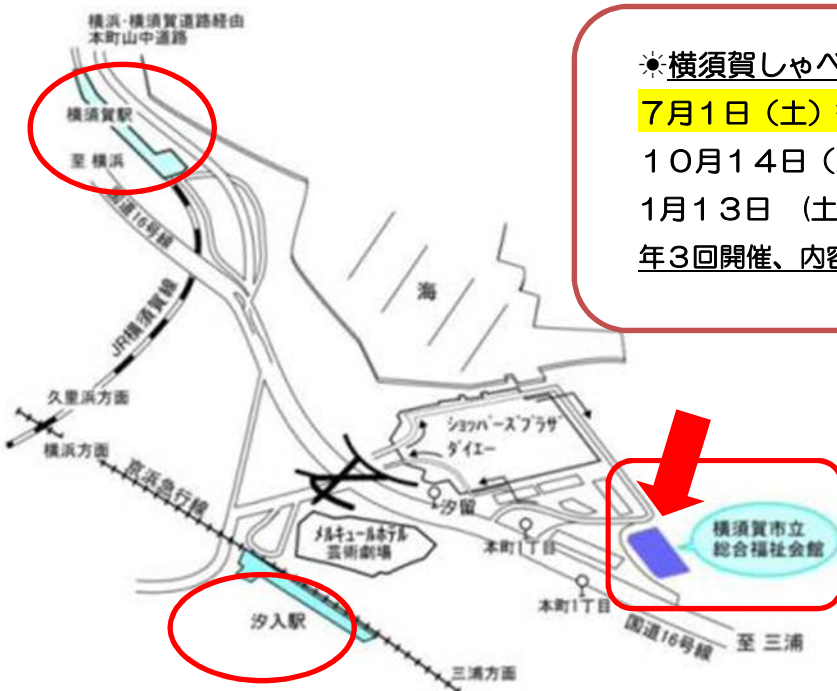 横浜・横須賀道路経由
本町山中道路
横須賀駅
至 横浜
国道16号線
JR横須賀線
久里浜方面
横浜方面
京浜急行線
海
ショッパーズプラザ
ダイエー
汐留
メルキュールホテル
芸術劇場
本町1丁目
本町1丁目
汐入駅
横須賀市立
総合福祉会館
国道16号線
至 三浦
三浦方面
☀横須賀しゃべ
7月1日（土）
１０月１４日（
1月１３日 （土
年３回開催、内容